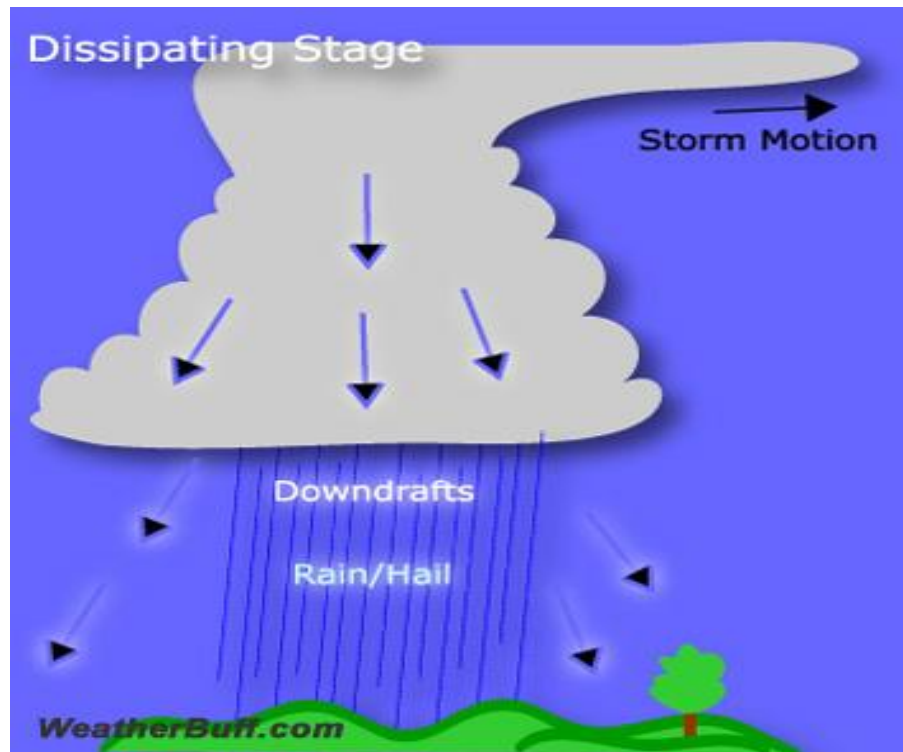 Dissipating Stage
Storm Motion
Downdrafts
Rain/Hail
WeatherBuff.com